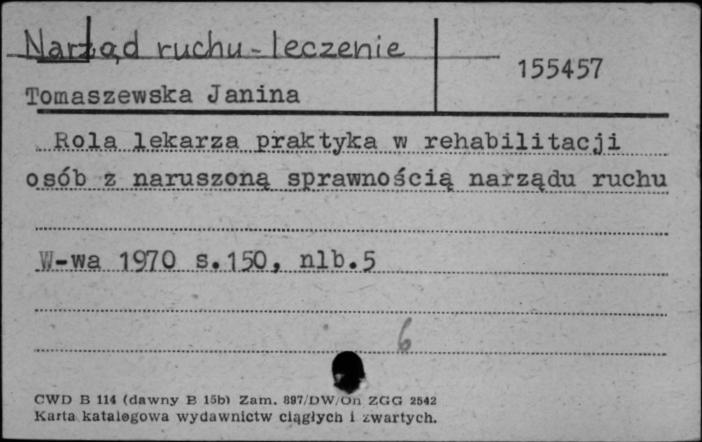 Narząd ruchu - leczenie
155457
Tomaszewska Janina
Rola lekarza praktyka w rehabilitacji
osób z naruszoną sprawnością narządu ruchu
W-wa 1970 s.150, nlb.5
6
CWD B 114 (dawny B 15b) Zam. 897/DW/On ZGG 2542
Karta katalogowa wydawnictw ciągłych i zwartych.